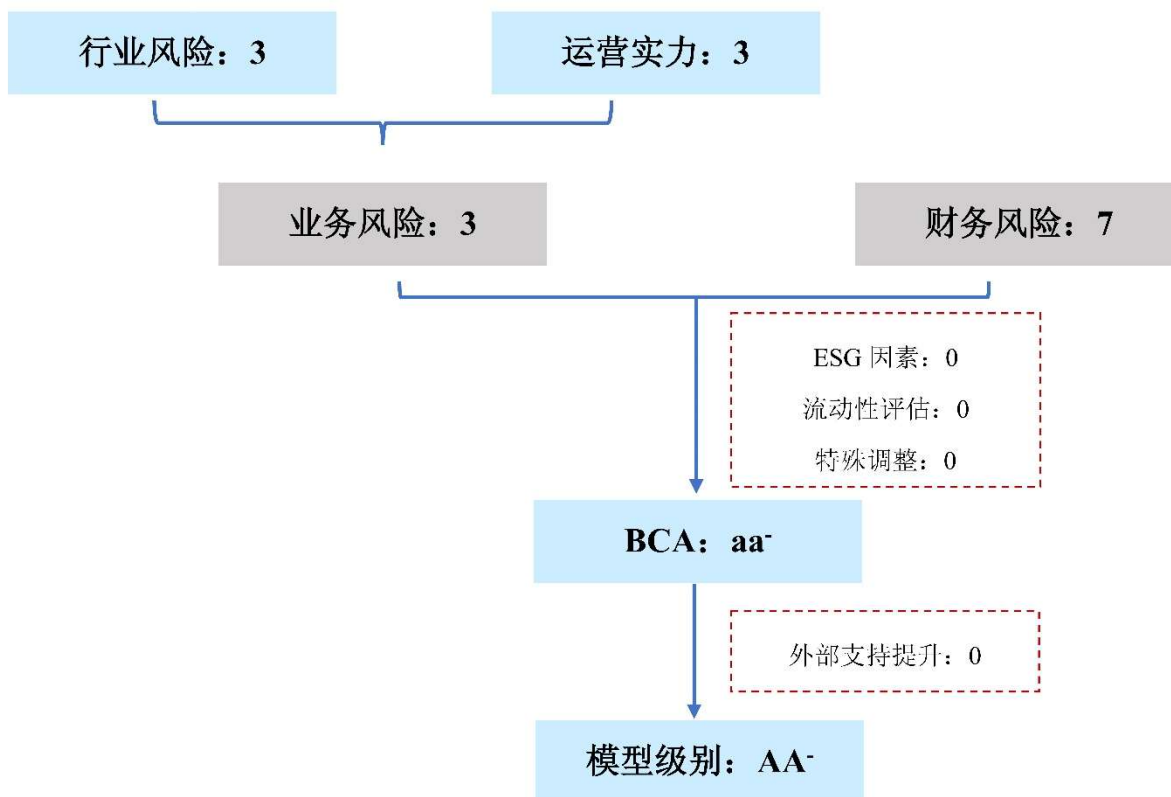 行业风险：3
运营实力：3
业务风险：3
财务风险：7
ESG 因素：0
流动性评估：0
特殊调整：0
BCA：aa⁻
外部支持提升：0
模型级别：AA⁻